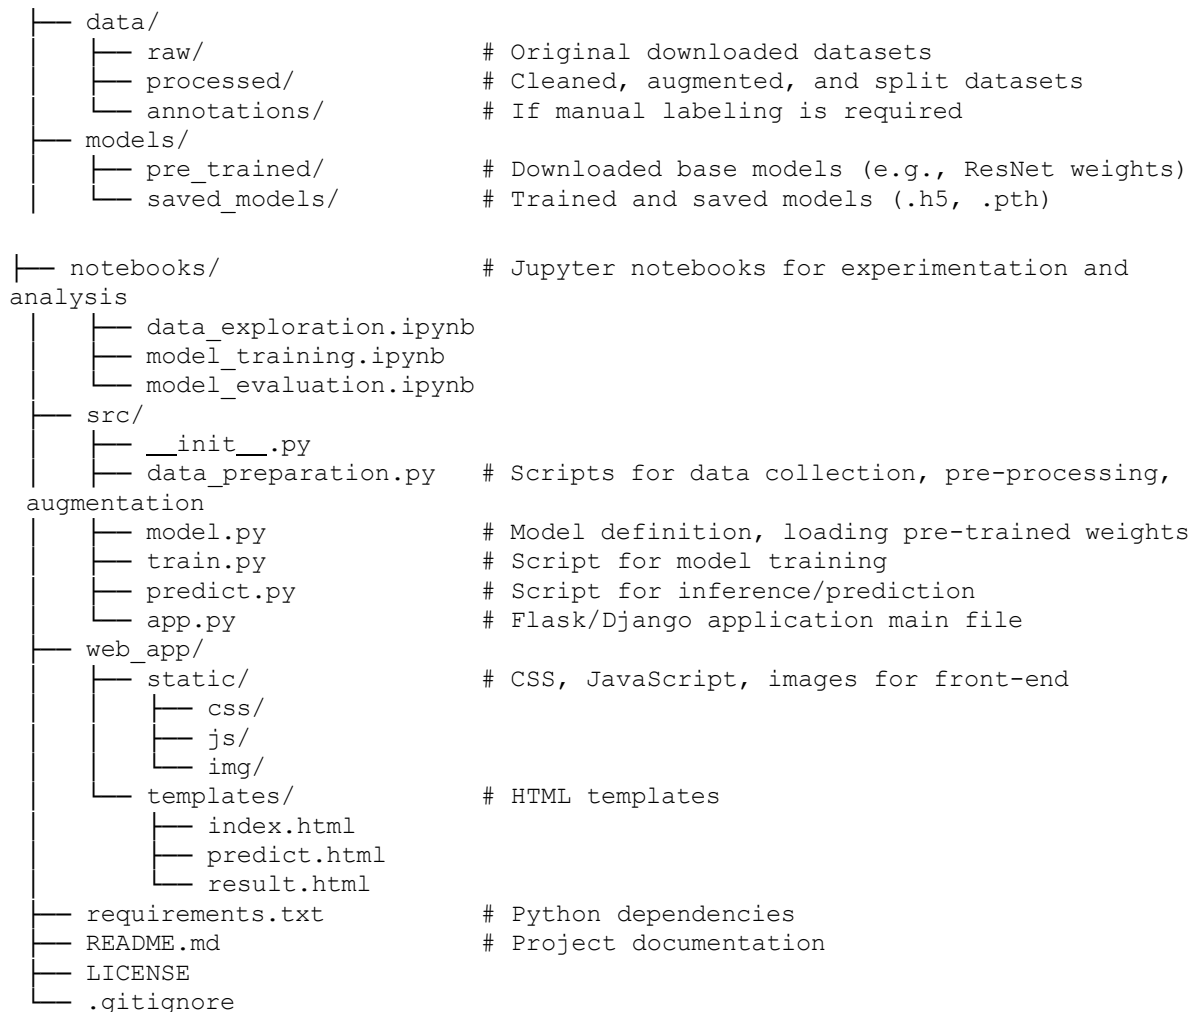 ├── data/
│   ├── raw/                  # Original downloaded datasets
│   ├── processed/            # Cleaned, augmented, and split datasets
│   └── annotations/          # If manual labeling is required
├── models/
│   ├── pre_trained/          # Downloaded base models (e.g., ResNet weights)
│   └── saved_models/         # Trained and saved models (.h5, .pth)
├── notebooks/                 # Jupyter notebooks for experimentation and
analysis
│   ├── data_exploration.ipynb
│   ├── model_training.ipynb
│   └── model_evaluation.ipynb
├── src/
│   ├── __init__.py
│   ├── data_preparation.py   # Scripts for data collection, pre-processing,
augmentation
│   ├── model.py              # Model definition, loading pre-trained weights
│   ├── train.py              # Script for model training
│   ├── predict.py            # Script for inference/prediction
│   └── app.py                # Flask/Django application main file
├── web_app/
│   ├── static/               # CSS, JavaScript, images for front-end
│   │   ├── css/
│   │   ├── js/
│   │   └── img/
│   └── templates/            # HTML templates
│       ├── index.html
│       ├── predict.html
│       └── result.html
├── requirements.txt          # Python dependencies
├── README.md                 # Project documentation
├── LICENSE
└── .gitignore